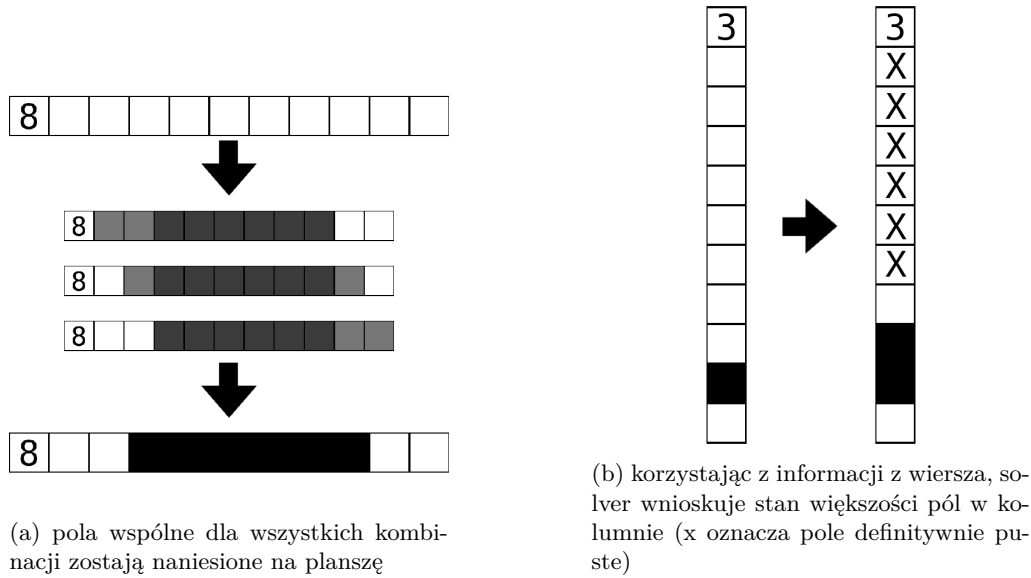 8
8
8
8
8
(a) pola wspólne dla wszystkich kombi-
nacji zostają naniesione na planszę
3
3
X
X
X
X
X
X
(b) korzystając z informacji z wiersza, so-
lver wnioskuje stan większości pól w ko-
lumnie (x oznacza pole definitywnie pu-
ste)